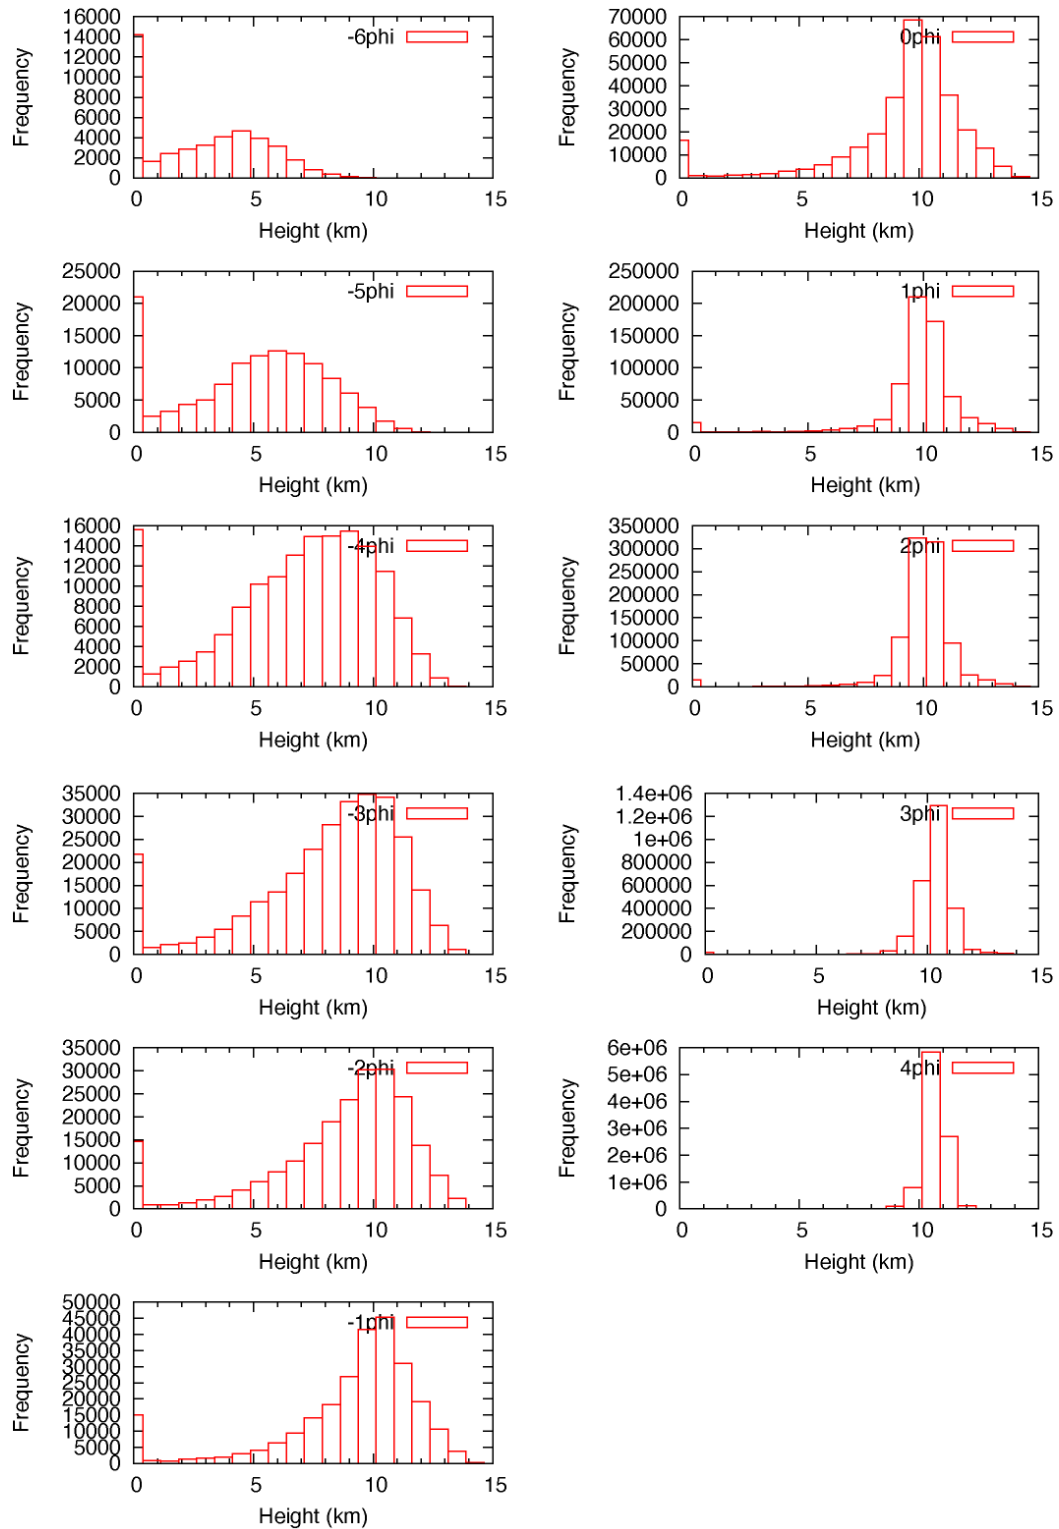 -6phi
Frequency
16000
14000
12000
10000
8000
6000
4000
2000
0
0 5 10 15
Height (km)
0phi
Frequency
70000
60000
50000
40000
30000
20000
10000
0
0 5 10 15
Height (km)
-5phi
Frequency
25000
20000
15000
10000
5000
0
0 5 10 15
Height (km)
1phi
Frequency
250000
200000
150000
100000
50000
0
0 5 10 15
Height (km)
-4phi
Frequency
16000
14000
12000
10000
8000
6000
4000
2000
0
0 5 10 15
Height (km)
2phi
Frequency
350000
300000
250000
200000
150000
100000
50000
0
0 5 10 15
Height (km)
-3phi
Frequency
35000
30000
25000
20000
15000
10000
5000
0
0 5 10 15
Height (km)
3phi
Frequency
1.4e+06
1.2e+06
1e+06
800000
600000
400000
200000
0
0 5 10 15
Height (km)
-2phi
Frequency
35000
30000
25000
20000
15000
10000
5000
0
0 5 10 15
Height (km)
4phi
Frequency
6e+06
5e+06
4e+06
3e+06
2e+06
1e+06
0
0 5 10 15
Height (km)
-1phi
Frequency
50000
45000
40000
35000
30000
25000
20000
15000
10000
5000
0
0 5 10 15
Height (km)